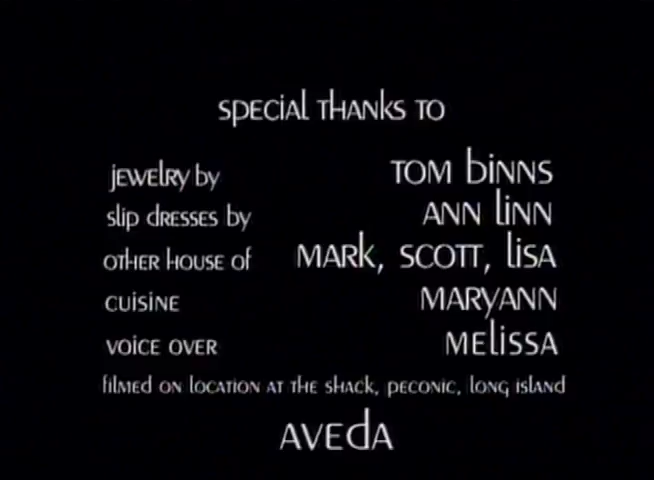 SPECIAL THANKS TO
JEWELRY by TOM BINNS
SLIP DRESSES by ANN LINN
OTHER HOUSE of MARK, SCOTT, LISA
CUISINE MARYANN
VOICE OVER MELISSA
FILMED ON LOCATION AT THE SHACK, PECONIC, LONG ISLAND
AVEDA